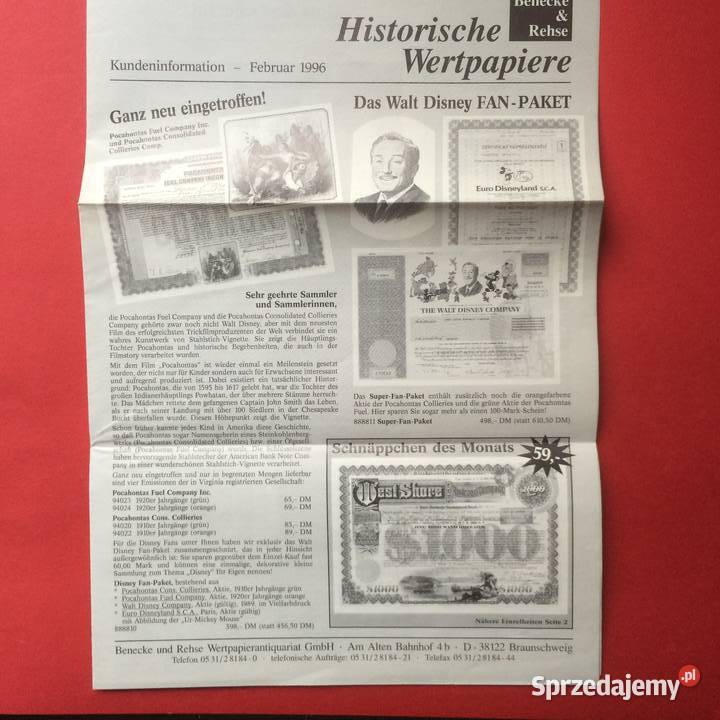 Benecke
&
Rehse
Historische
Wertpapiere
Kundeninformation – Februar 1996
Ganz neu eingetroffen!
Pocahontas Fuel Company Inc.
und Pocahontas Consolidated
Collieries Comp.
Das Walt Disney FAN-PAKET
POCAHONTAS
FUEL COMPANY INCOR
Euro Disneyland S.C.A.
THE WALT DISNEY COMPANY
Sehr geehrte Sammler
und Sammlerinnen,
die Pocahontas Fuel Company und die Pocahontas Consolidated Collieries
Company gehörte zwar noch nicht Walt Disney, aber mit dem neuesten
Film des erfolgreichsten Trickfilmproduzenten der Welt verbindet sie ein
wahres Kunstwerk von Stahlstich-Vignette. Sie zeigt die Häuptlings-
Tochter Pocahontas und historische Begebenheiten, die auch in der
Filmstory verarbeitet wurden.
Mit dem Film „Pocahontas" ist wieder einmal ein Meilenstein gesetzt
worden, der nicht nur für Kinder sondern auch für Erwachsene interessant
und aufregend produziert ist. Dabei existiert ein tatsächlicher Hinter-
grund: Pocahontas, die von 1595 bis 1617 gelebt hat, war die Tochter des
großen Indianerhäuptlings Powhatan, der über mehrere Stämme herrsch-
te. Das Mädchen rettete dem gefangenen Captain John Smith das Leben,
als er nach seiner Landung mit über 100 Siedlern in der Chesapeake
Bucht überfallen wurde. Diesen Höhepunkt zeigt die Vignette.
Schon früher kannte jedes Kind in Amerika diese Geschichte,
so daß Pocahontas sogar Namensgeberin eines Steinkohlenberg-
werkes (Pocahontas Consolidated Collieries) bzw. einer Ölgesell-
schaft (Pocahontas Fuel Company) wurde. Die Schlüsselszene
haben hervorragende Stahlstecher der American Bank Note Com-
pany in einer wunderschönen Stahlstich-Vignette verarbeitet.
Ganz neu eingetroffen und nur in begrenzten Mengen lieferbar
sind vier Emissionen der in Virginia registrierten Gesellschaft:
Pocahontas Fuel Company Inc.
94023 1920er Jahrgänge (grün) 65,- DM
94024 1920er Jahrgänge (orange) 69,- DM
Pocahontas Cons. Collieries
94020 1910er Jahrgänge (grün) 85,- DM
94022 1910er Jahrgänge (orange) 89,- DM
Für die Disney Fans unter Ihnen haben wir exklusiv das Walt
Disney Fan-Paket zusammengeschnürt, das in jeder Hinsicht
außergewöhnlich ist: Sie sparen gegenüber dem Einzel-Kauf fast
60,00 Mark und können eine einmalige, dekorative kleine
Sammlung zum Thema „Disney" Ihr Eigen nennen!
Disney Fan-Paket, bestehend aus
* Pocahontas Cons. Collieries, Aktie, 1910er Jahrgänge grün
* Pocahontas Fuel Company, Aktie, 1920er Jahrgänge orange
* Walt Disney Company, Aktie (gültig), 1989, im Vielfarbdruck
* Euro Disneyland S.C.A., Paris, Aktie (gültig)
mit Abbildung der „Ur-Mickey Mouse"
888810 398,- DM (statt 456,50 DM)
Das Super-Fan-Paket enthält zusätzlich noch die orangefarbene
Aktie der Pocahontas Collieries und die grüne Aktie der Pocahontas
Fuel. Hier sparen Sie sogar mehr als einen 100-Mark-Schein!
888811 Super-Fan-Paket 498,- DM (statt 610,50 DM)
Schnäppchen des Monats
59,-
West Shore
$1000
$1000
$1000
Nähere Einzelheiten Seite 2
Benecke und Rehse Wertpapierantiquariat GmbH · Am Alten Bahnhof 4b · D-38122 Braunschweig
Telefon 05 31/2 81 84-0 · telefonische Aufträge: 05 31/2 81 84-21 · Telefax 05 31/2 81 84-44
Sprzedajemy.pl